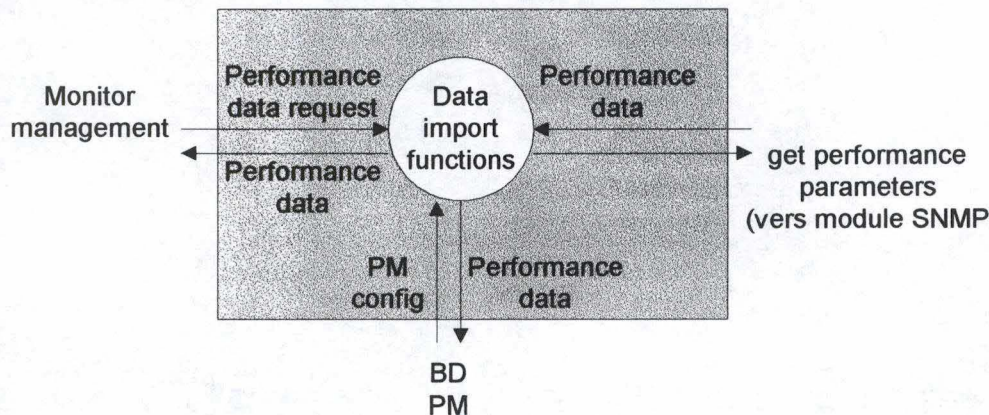 Monitor
management
Performance
data request
Performance
data
Data
import
functions
Performance
data
get performance
parameters
(vers module SNMP
PM
config
Performance
data
BD
PM